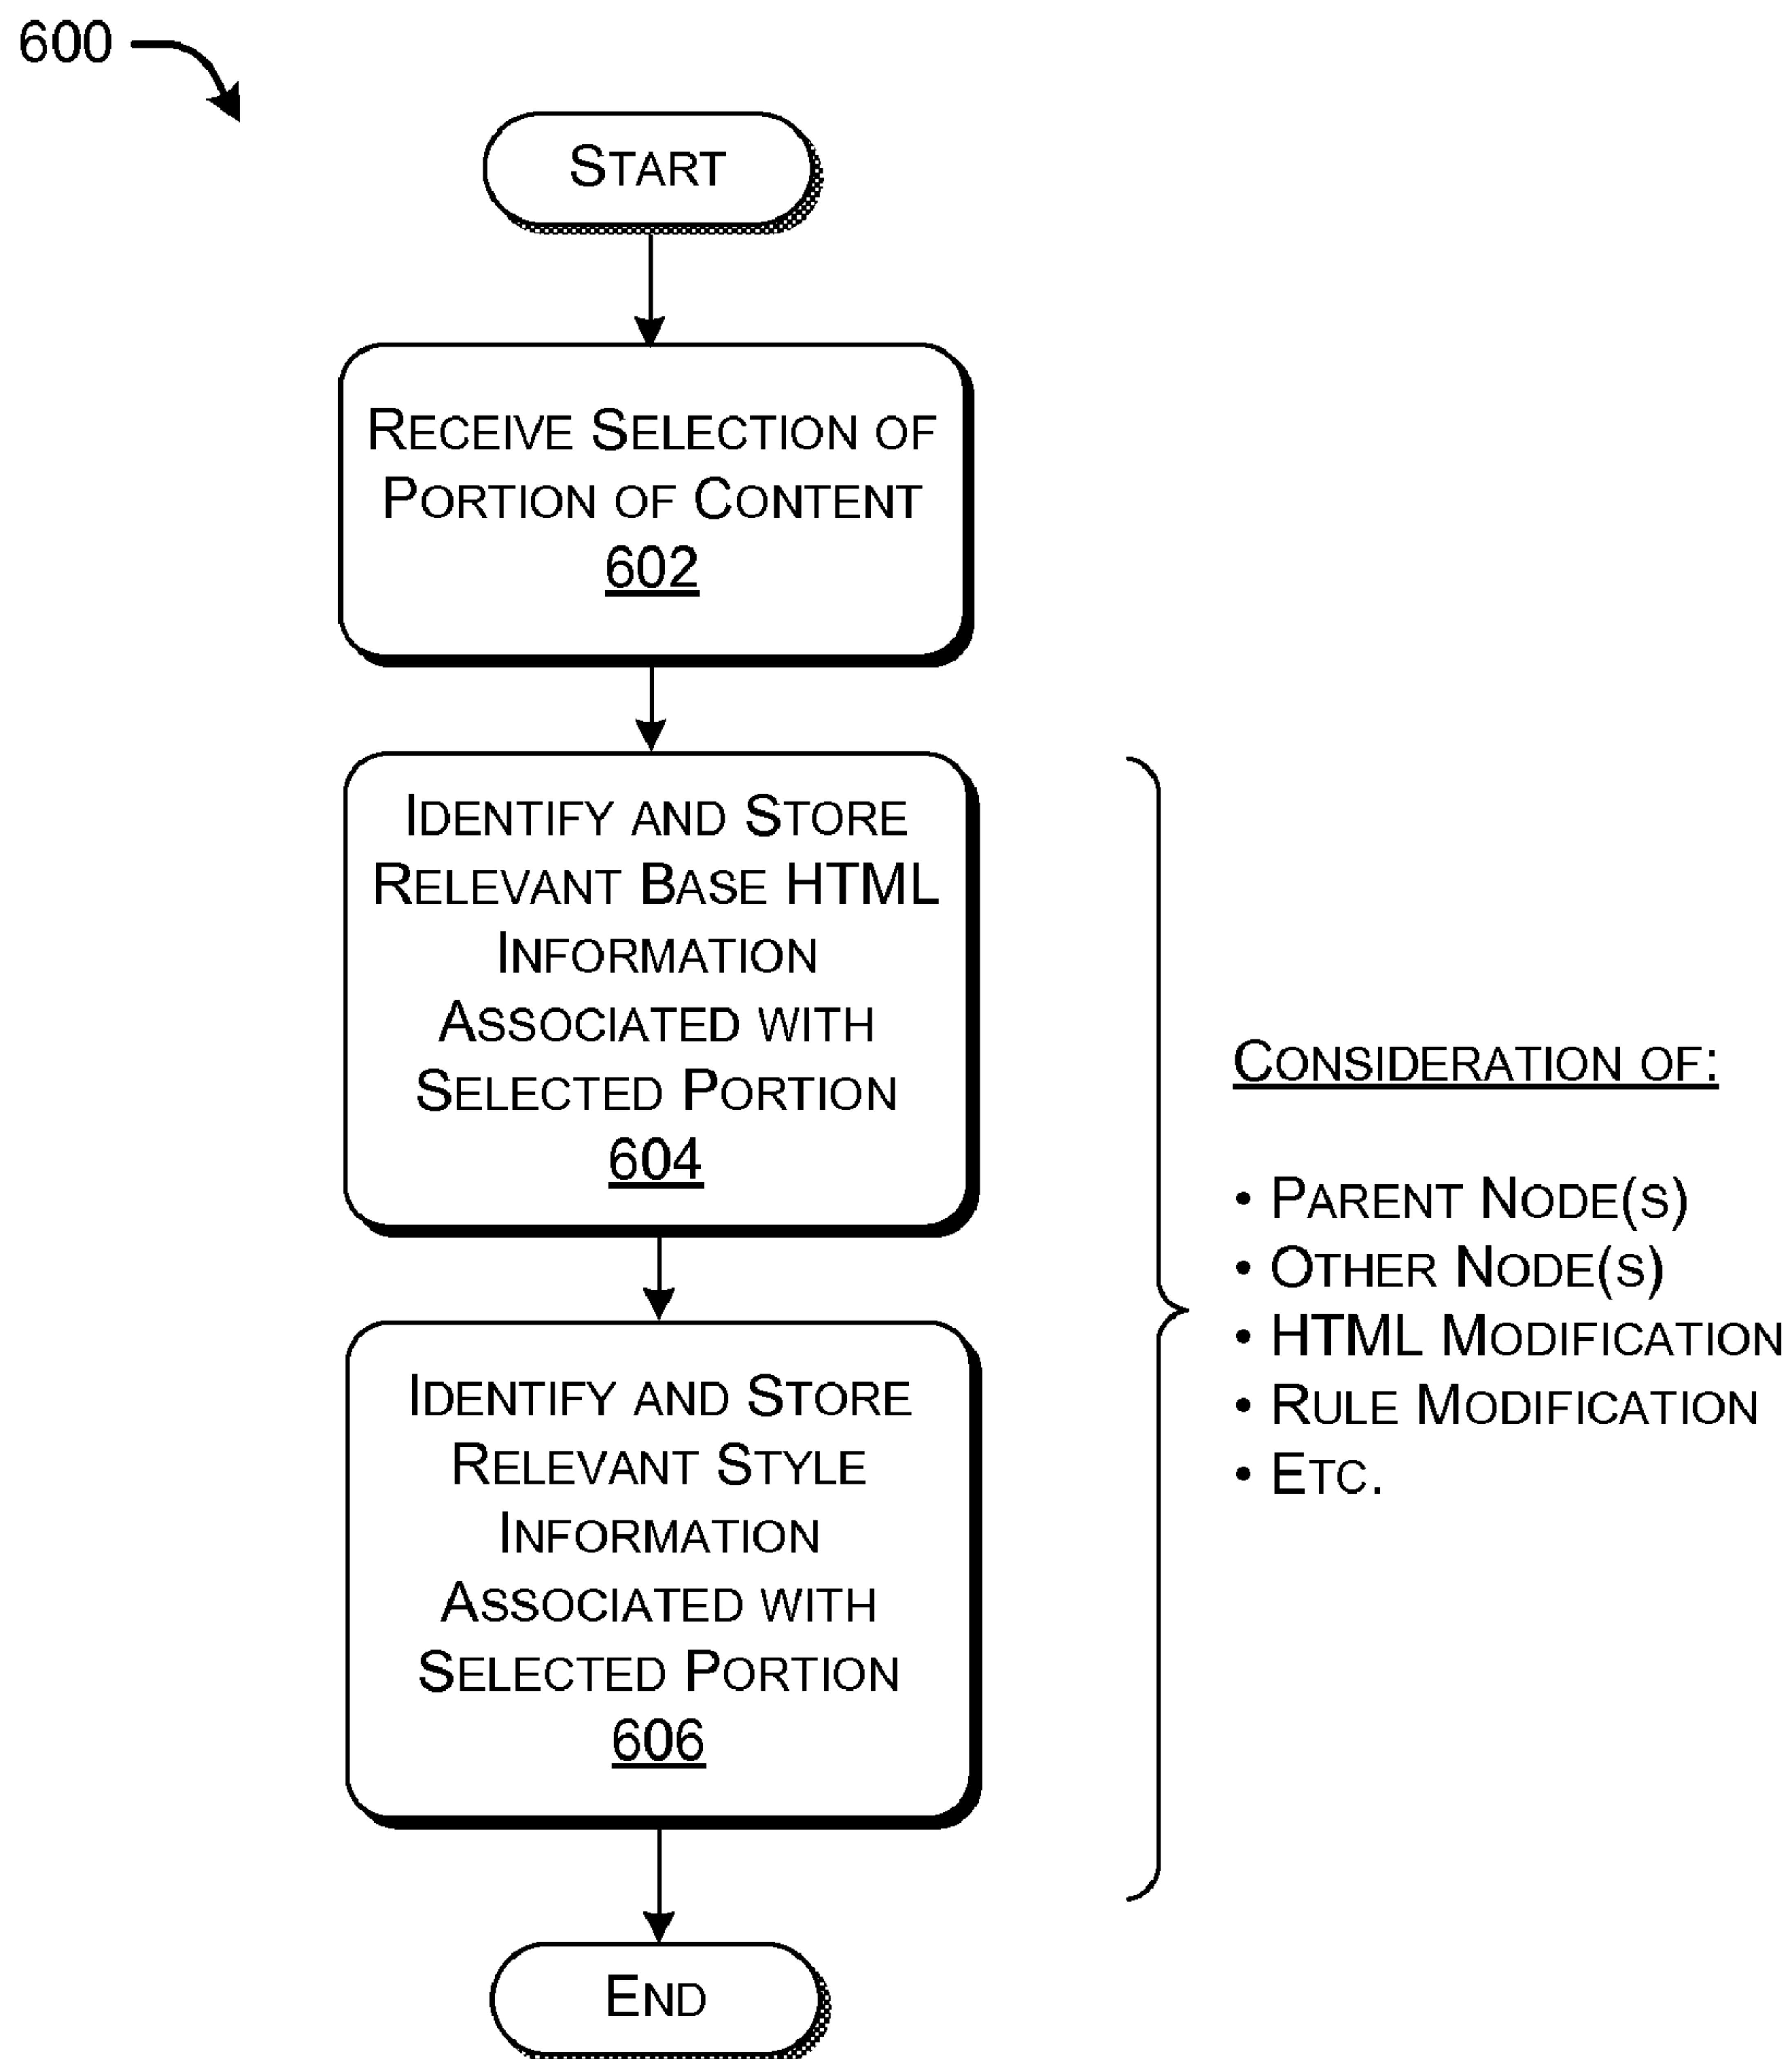 600
START
RECEIVE SELECTION OF
PORTION OF CONTENT
602
IDENTIFY AND STORE
RELEVANT BASE HTML
INFORMATION
ASSOCIATED WITH
SELECTED PORTION
604
IDENTIFY AND STORE
RELEVANT STYLE
INFORMATION
ASSOCIATED WITH
SELECTED PORTION
606
END
CONSIDERATION OF:
• PARENT NODE(S)
• OTHER NODE(S)
• HTML MODIFICATION
• RULE MODIFICATION
• ETC.